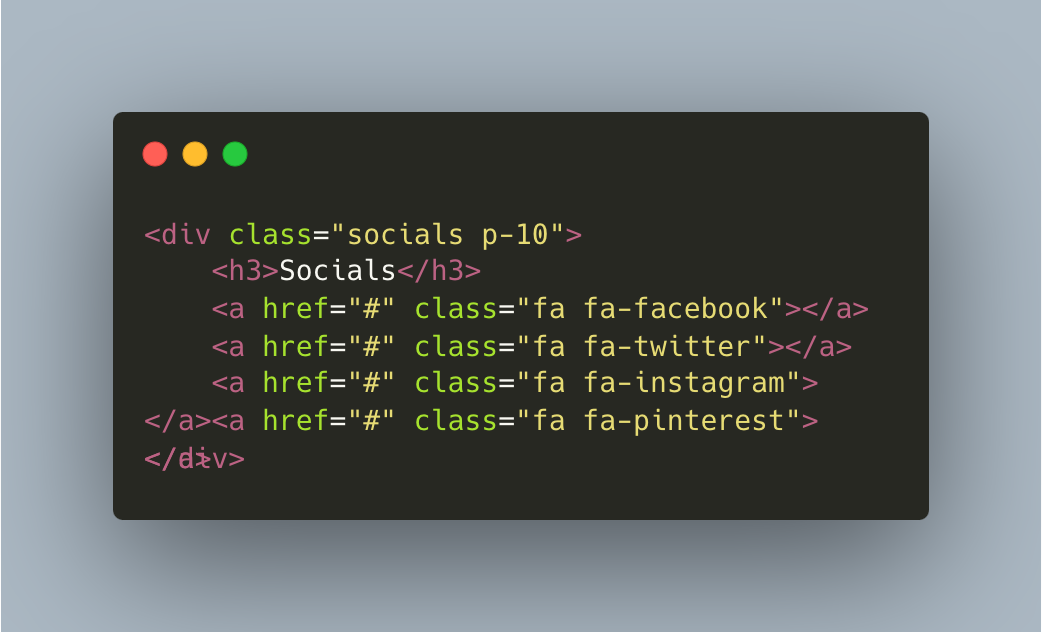 <div class="socials p-10">
    <h3>Socials</h3>
    <a href="#" class="fa fa-facebook"></a>
    <a href="#" class="fa fa-twitter"></a>
    <a href="#" class="fa fa-instagram">
</a><a href="#" class="fa fa-pinterest">
</a></div>